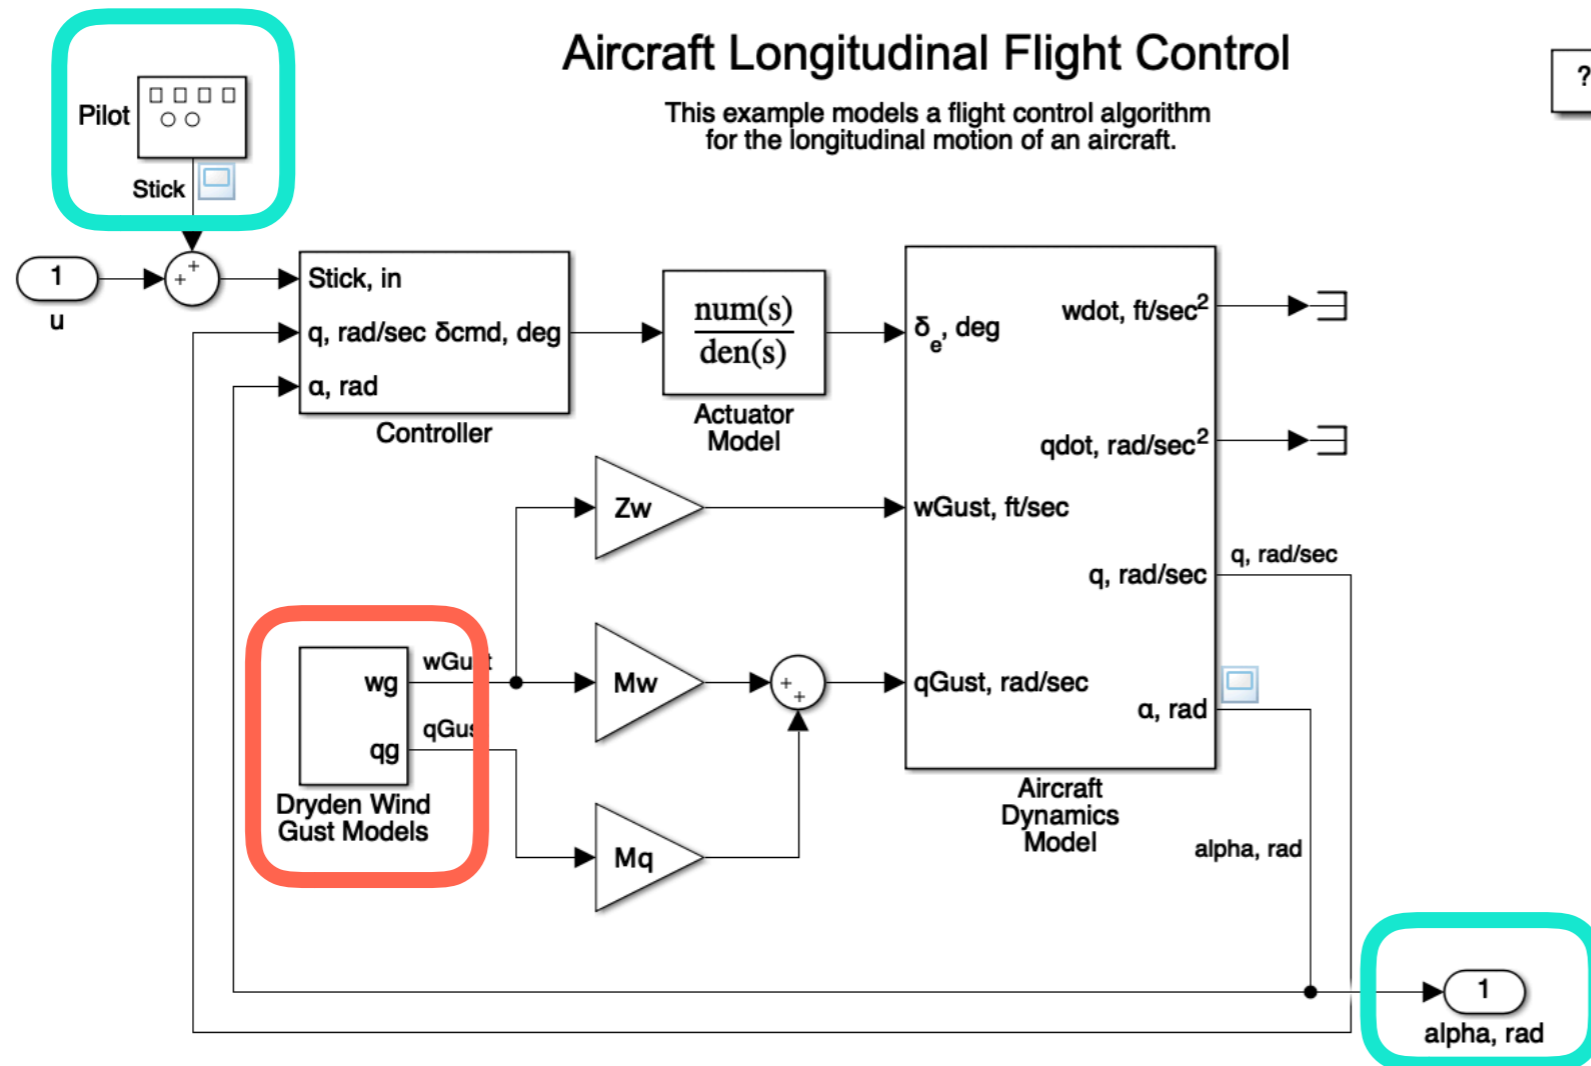 Aircraft Longitudinal Flight Control
This example models a flight control algorithm
for the longitudinal motion of an aircraft.
?
Pilot
Stick
1
u
+
+
Stick, in
q, rad/sec δcmd, deg
α, rad
Controller
num(s)
den(s)
Actuator
Model
δe, deg
wGust, ft/sec
qGust, rad/sec
wdot, ft/sec²
qdot, rad/sec²
q, rad/sec
α, rad
Aircraft
Dynamics
Model
q, rad/sec
alpha, rad
Zw
Mw
Mq
+
+
wg
qg
Dryden Wind
Gust Models
1
alpha, rad